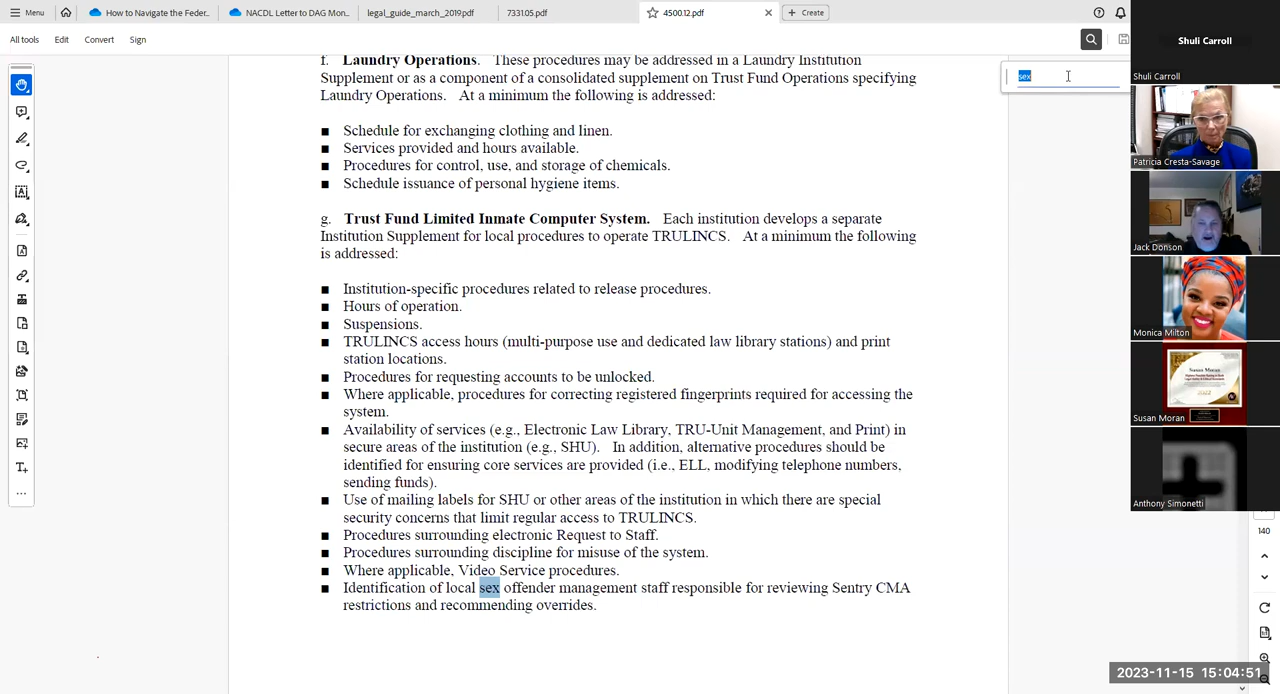 Menu
How to Navigate the Feder...
NACDL Letter to DAG Mon...
legal_guide_march_2019.pdf
7331.05.pdf
4500.12.pdf
Create
All tools
Edit
Convert
Sign
sex
f. Laundry Operations. These procedures may be addressed in a Laundry Institution
Supplement or as a component of a consolidated supplement on Trust Fund Operations specifying
Laundry Operations. At a minimum the following is addressed:
■ Schedule for exchanging clothing and linen.
■ Services provided and hours available.
■ Procedures for control, use, and storage of chemicals.
■ Schedule issuance of personal hygiene items.
g. Trust Fund Limited Inmate Computer System. Each institution develops a separate
Institution Supplement for local procedures to operate TRULINCS. At a minimum the following
is addressed:
■ Institution-specific procedures related to release procedures.
■ Hours of operation.
■ Suspensions.
■ TRULINCS access hours (multi-purpose use and dedicated law library stations) and print
station locations.
■ Procedures for requesting accounts to be unlocked.
■ Where applicable, procedures for correcting registered fingerprints required for accessing the
system.
■ Availability of services (e.g., Electronic Law Library, TRU-Unit Management, and Print) in
secure areas of the institution (e.g., SHU). In addition, alternative procedures should be
identified for ensuring core services are provided (i.e., ELL, modifying telephone numbers,
sending funds).
■ Use of mailing labels for SHU or other areas of the institution in which there are special
security concerns that limit regular access to TRULINCS.
■ Procedures surrounding electronic Request to Staff.
■ Procedures surrounding discipline for misuse of the system.
■ Where applicable, Video Service procedures.
■ Identification of local sex offender management staff responsible for reviewing Sentry CMA
restrictions and recommending overrides.
Shuli Carroll
Shuli Carroll
Patricia Cresta-Savage
Jack Donson
Monica Milton
Susan Moran
Susan Moran
Anthony Simonetti
140
2023-11-15 15:04:51